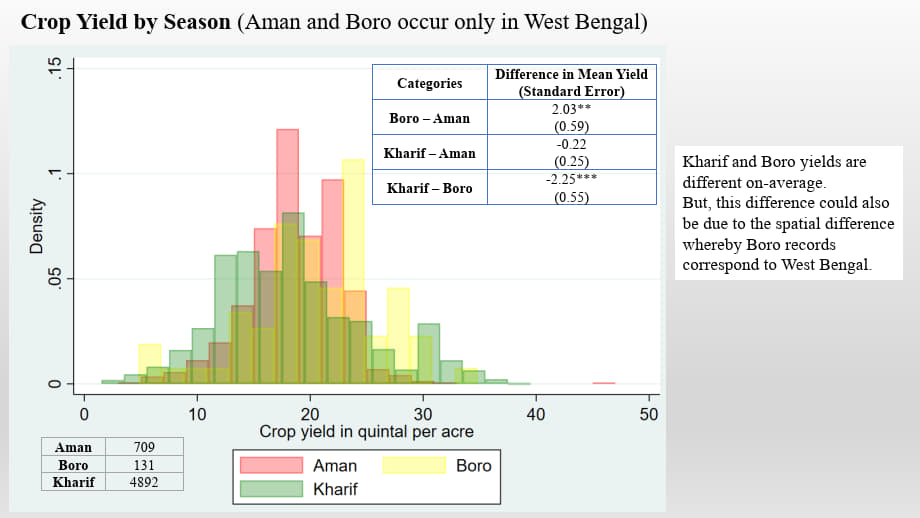 Crop Yield by Season (Aman and Boro occur only in West Bengal)
Categories
Difference in Mean Yield
(Standard Error)
Boro – Aman
2.03**
(0.59)
Kharif – Aman
-0.22
(0.25)
Kharif – Boro
-2.25***
(0.55)
Kharif and Boro yields are
different on-average.
But, this difference could also
be due to the spatial difference
whereby Boro records
correspond to West Bengal.
Density
.15
.1
.05
0
0 10 20 30 40 50
Crop yield in quintal per acre
Aman 709
Boro 131
Kharif 4892
Aman Boro
Kharif